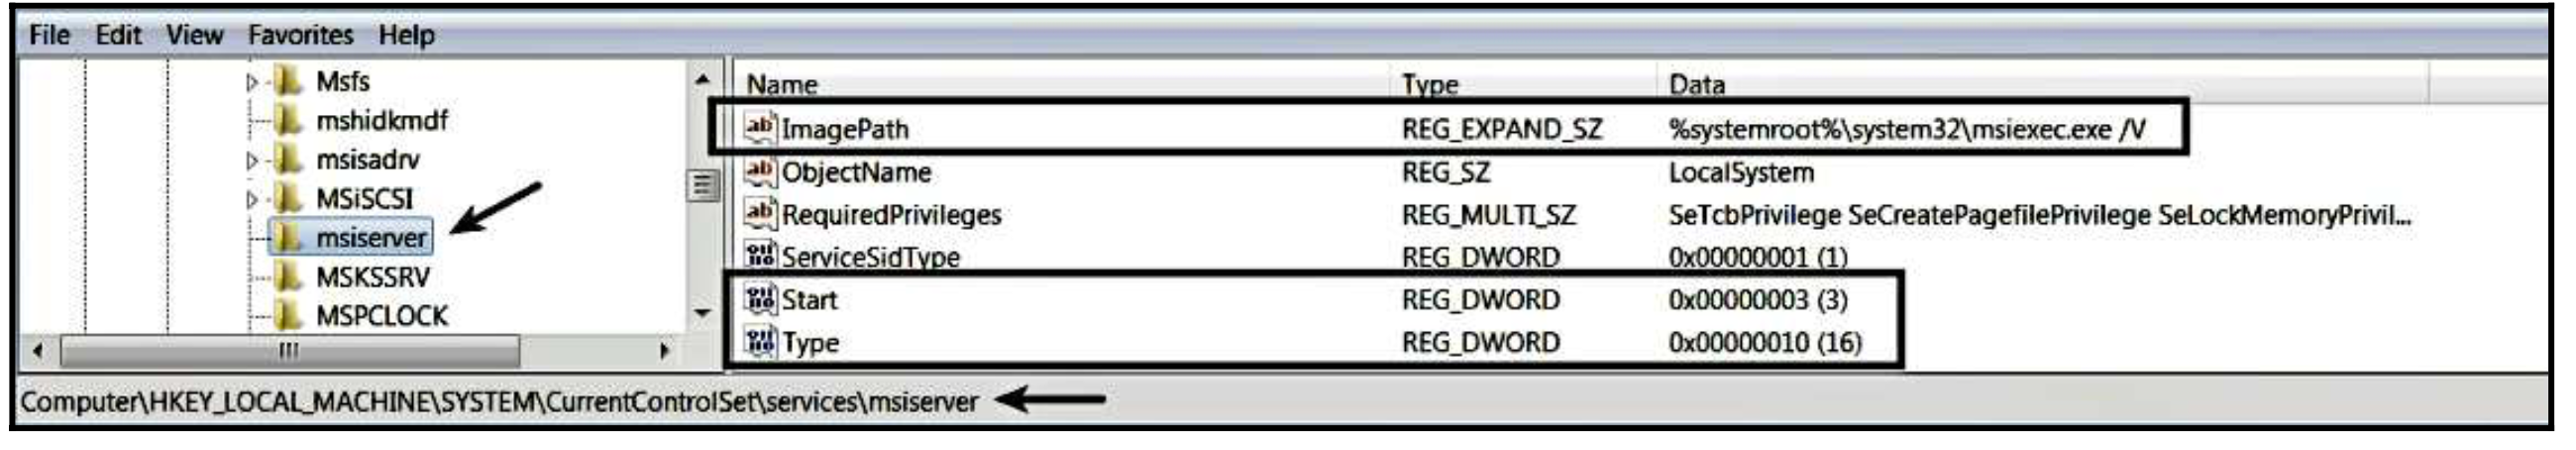 File Edit View Favorites Help
Msfs
mshidkmdf
msisadrv
MSiSCSI
msiserver
MSKSSRV
MSPCLOCK
Name Type Data
ImagePath REG_EXPAND_SZ %systemroot%\system32\msiexec.exe /V
ObjectName REG_SZ LocalSystem
RequiredPrivileges REG_MULTI_SZ SeTcbPrivilege SeCreatePagefilePrivilege SeLockMemoryPrivil...
ServiceSidType REG_DWORD 0x00000001 (1)
Start REG_DWORD 0x00000003 (3)
Type REG_DWORD 0x00000010 (16)
Computer\HKEY_LOCAL_MACHINE\SYSTEM\CurrentControlSet\services\msiserver